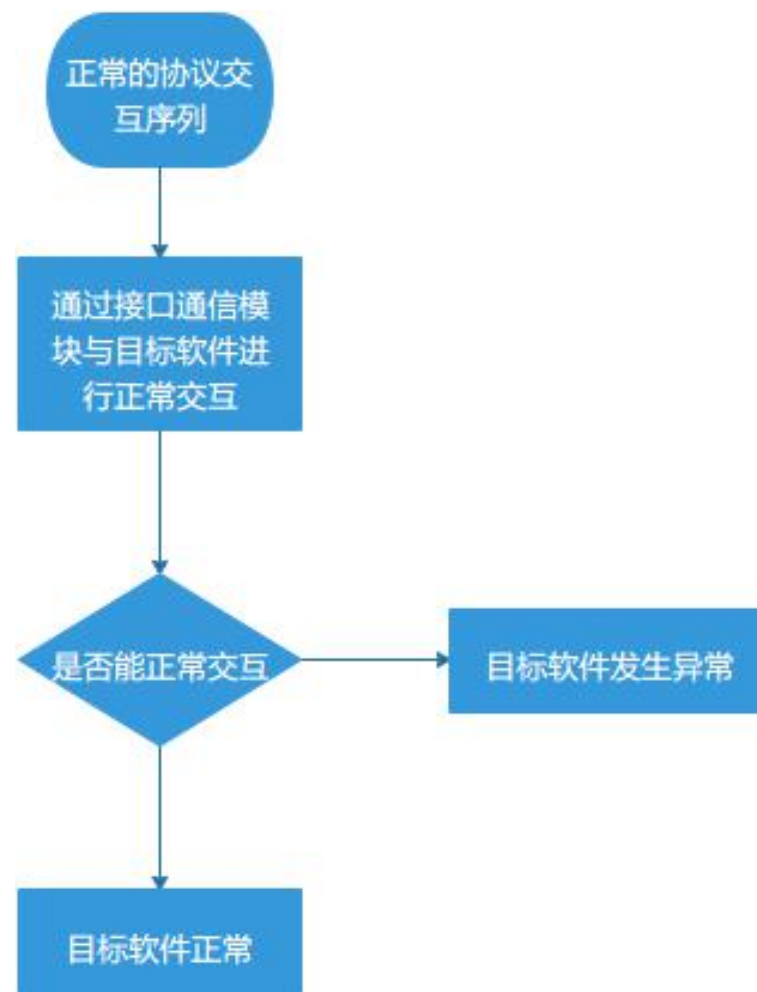 正常的协议交
互序列
通过接口通信模
块与目标软件进
行正常交互
是否能正常交互
目标软件发生异常
目标软件正常